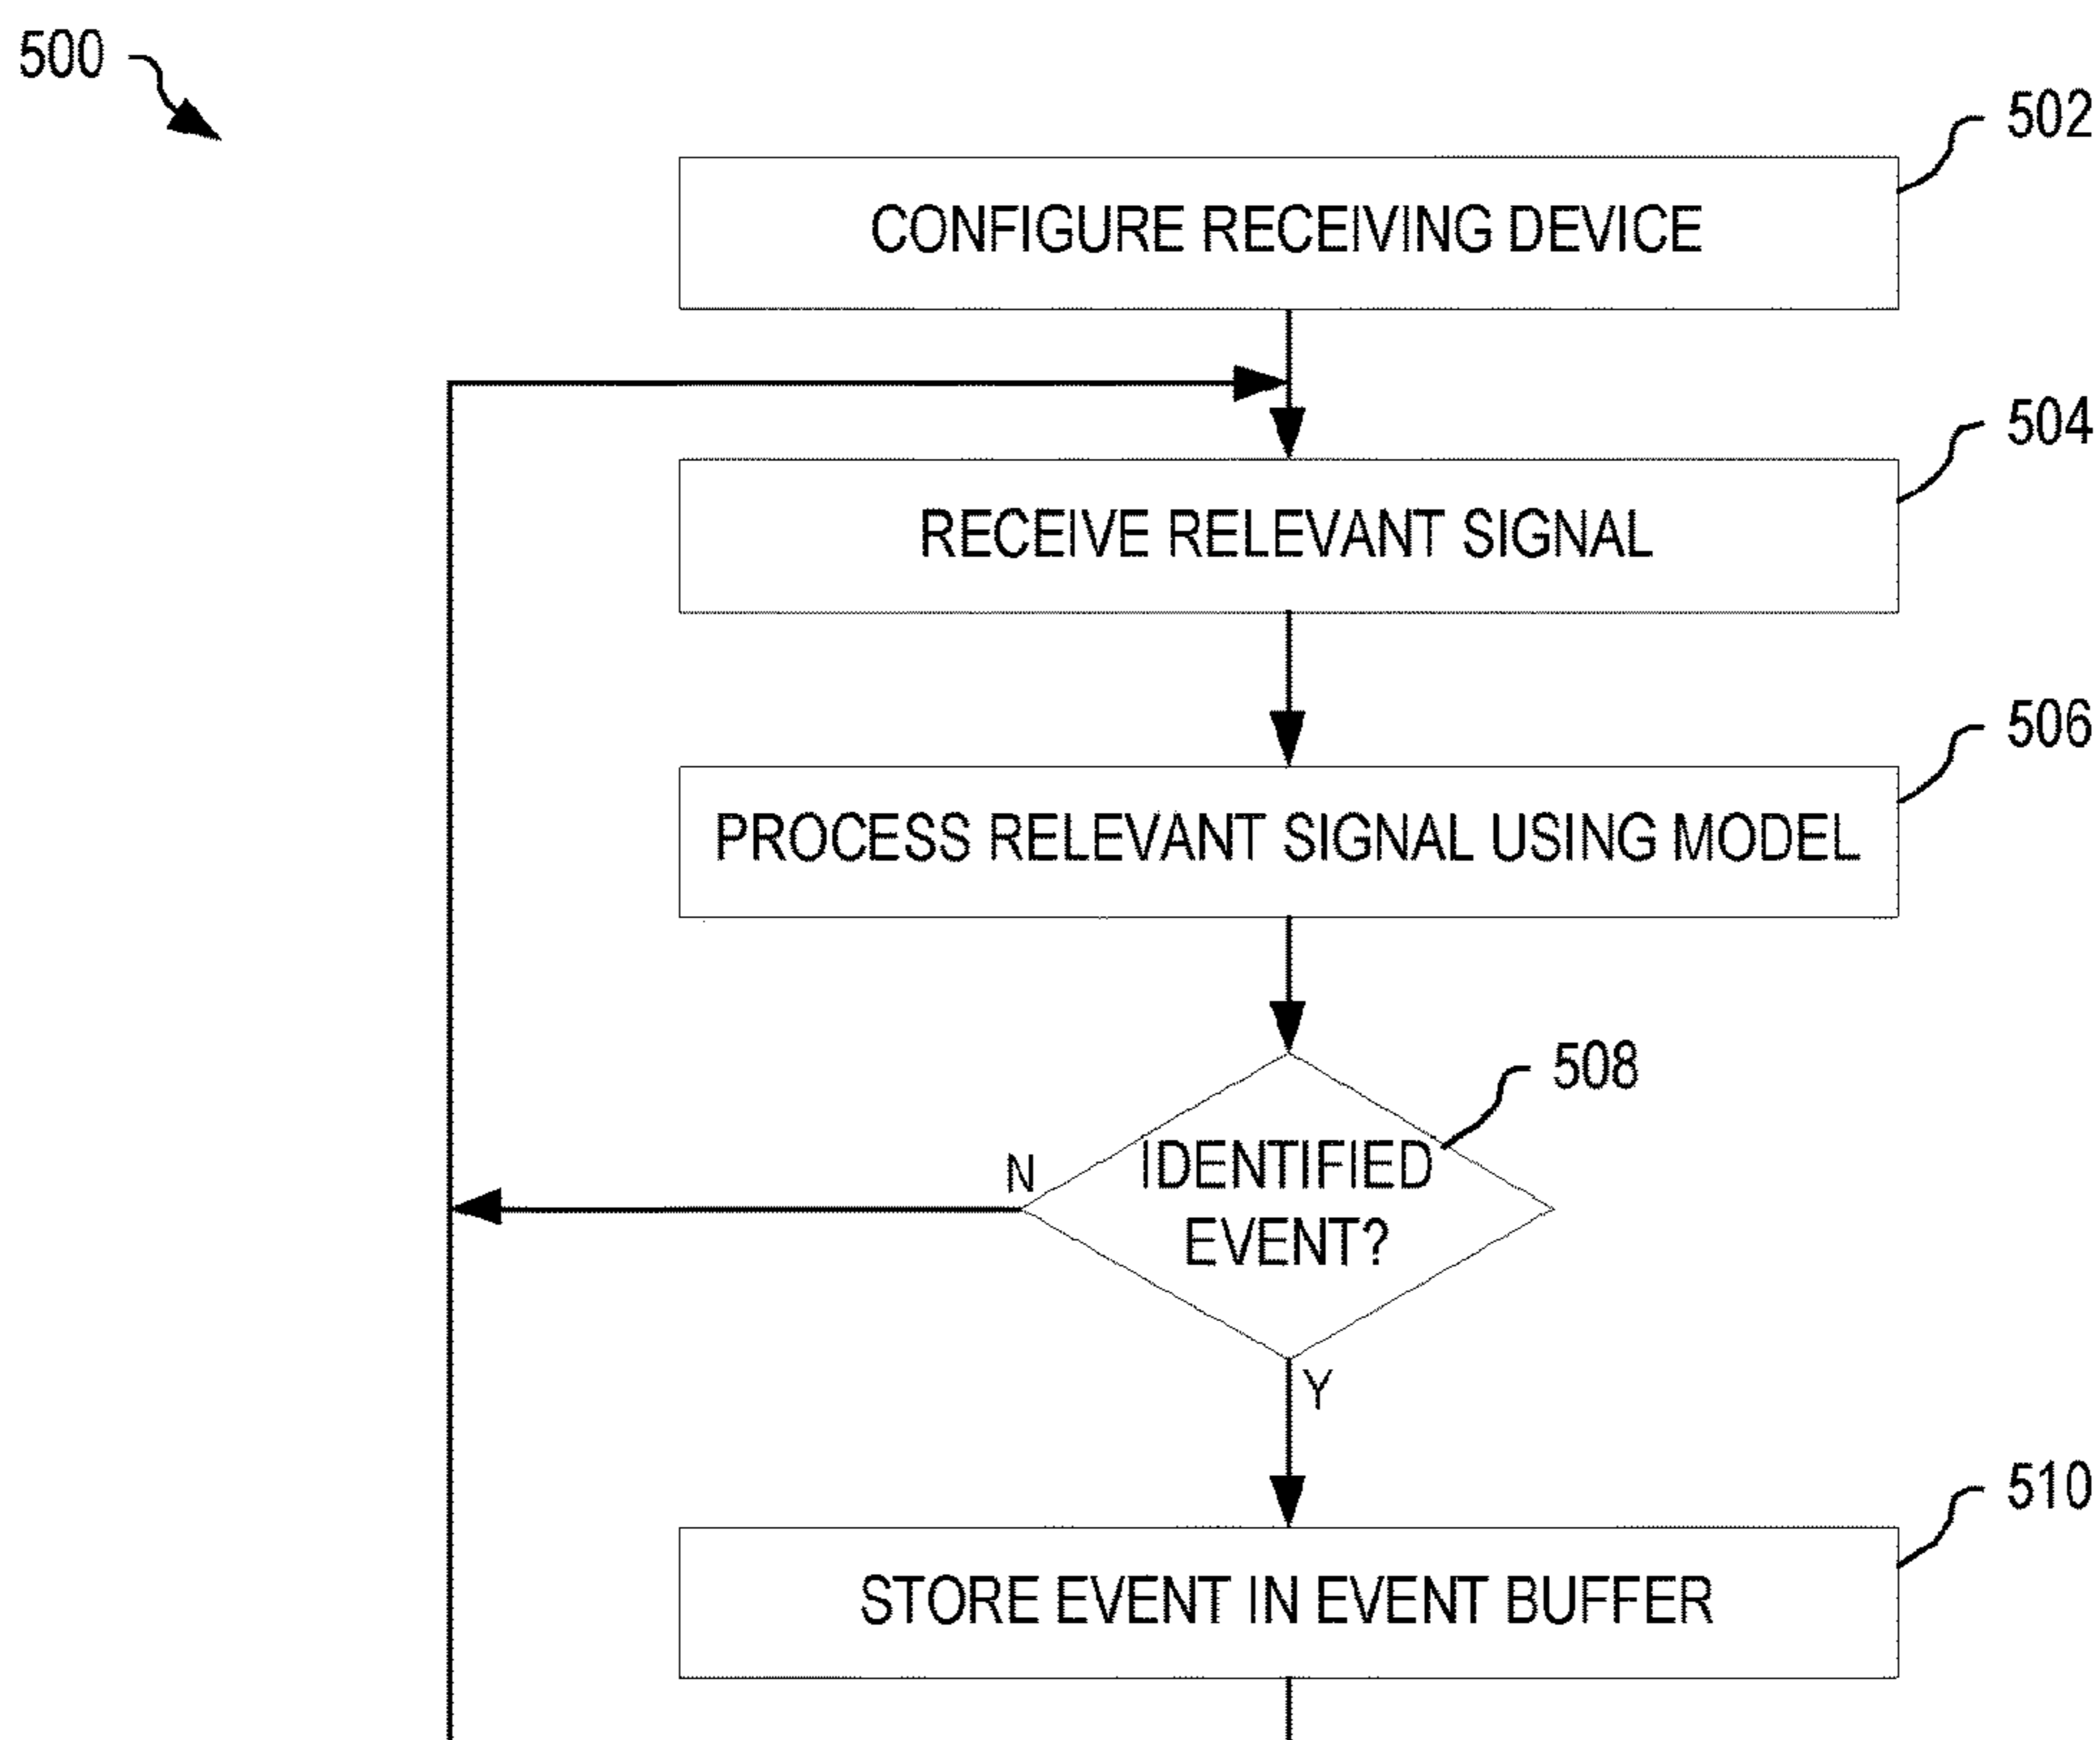 500
502
CONFIGURE RECEIVING DEVICE
504
RECEIVE RELEVANT SIGNAL
506
PROCESS RELEVANT SIGNAL USING MODEL
508
N
IDENTIFIED
EVENT?
Y
510
STORE EVENT IN EVENT BUFFER